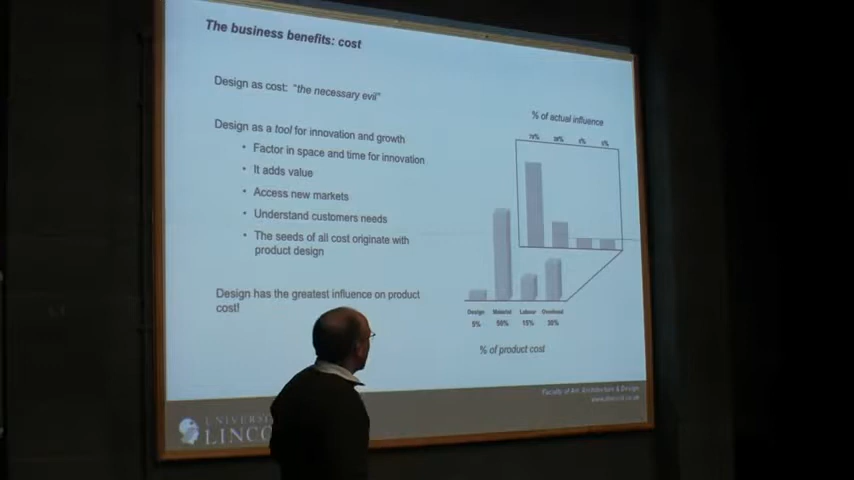 The business benefits: cost
Design as cost: "the necessary evil"
Design as a tool for innovation and growth
• Factor in space and time for innovation
• It adds value
• Access new markets
• Understand customers needs
• The seeds of all cost originate with
product design
Design has the greatest influence on product
cost!
% of actual influence
Design Material Labour Overhead
5% 50% 15% 30%
% of product cost
Faculty of Art, Architecture & Design
UNIVERSI
LINCO